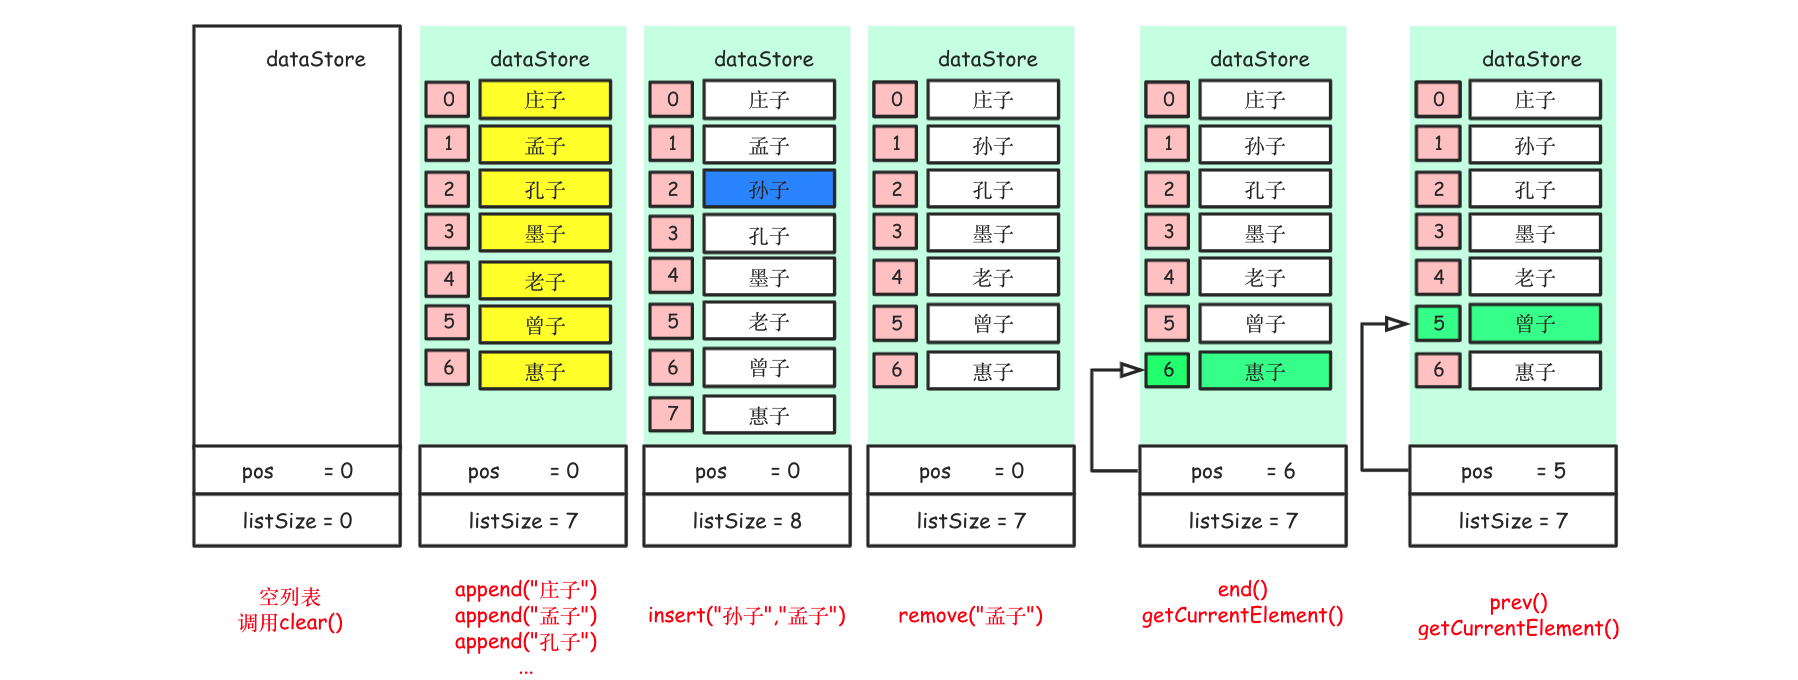 dataStore
pos = 0
listSize = 0
空列表
调用clear()
dataStore
0 庄子
1 孟子
2 孔子
3 墨子
4 老子
5 曾子
6 惠子
pos = 0
listSize = 7
append("庄子")
append("孟子")
append("孔子")
...
dataStore
0 庄子
1 孟子
2 孙子
3 孔子
4 墨子
5 老子
6 曾子
7 惠子
pos = 0
listSize = 8
insert("孙子","孟子")
dataStore
0 庄子
1 孙子
2 孔子
3 墨子
4 老子
5 曾子
6 惠子
pos = 0
listSize = 7
remove("孟子")
dataStore
0 庄子
1 孙子
2 孔子
3 墨子
4 老子
5 曾子
6 惠子
pos = 6
listSize = 7
end()
getCurrentElement()
dataStore
0 庄子
1 孙子
2 孔子
3 墨子
4 老子
5 曾子
6 惠子
pos = 5
listSize = 7
prev()
getCurrentElement()